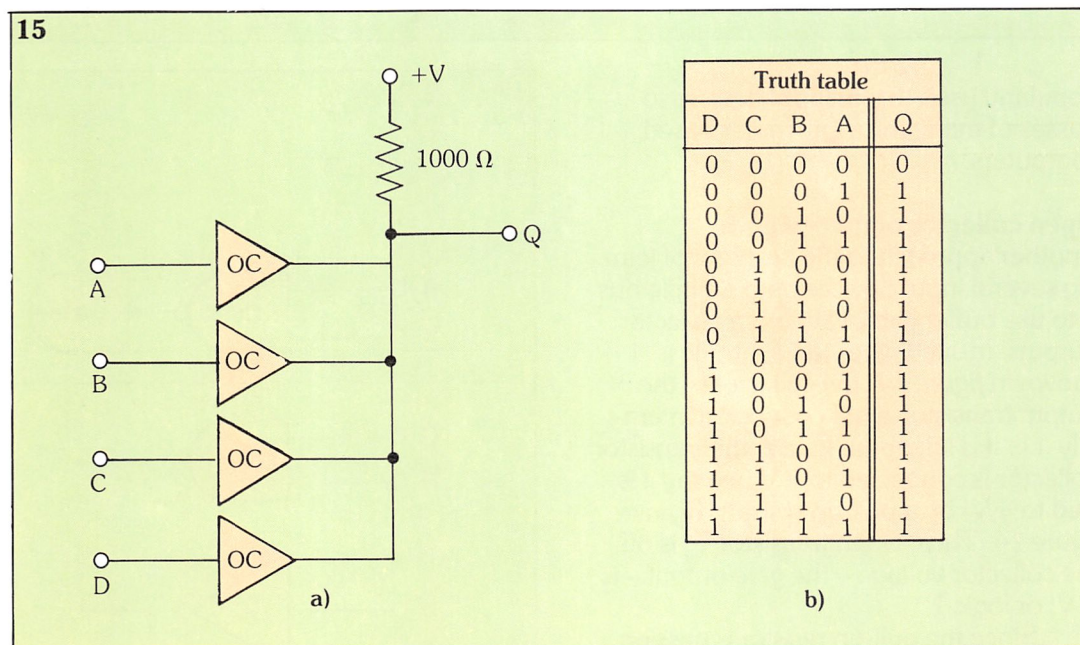 15
+V
1000 Ω
Q
OC
A
OC
B
OC
C
OC
D
a)
Truth table
D C B A Q
0 0 0 0 0
0 0 0 1 1
0 0 1 0 1
0 0 1 1 1
0 1 0 0 1
0 1 0 1 1
0 1 1 0 1
0 1 1 1 1
1 0 0 0 1
1 0 0 1 1
1 0 1 0 1
1 0 1 1 1
1 1 0 0 1
1 1 0 1 1
1 1 1 0 1
1 1 1 1 1
b)